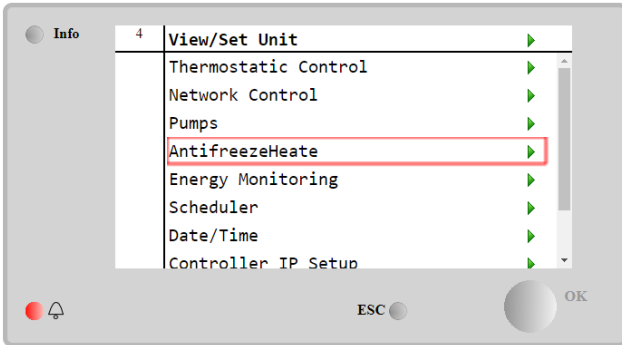 Info
4 View/Set Unit
Thermostatic Control
Network Control
Pumps
AntifreezeHeate
Energy Monitoring
Scheduler
Date/Time
Controller IP Setup
ESC
OK